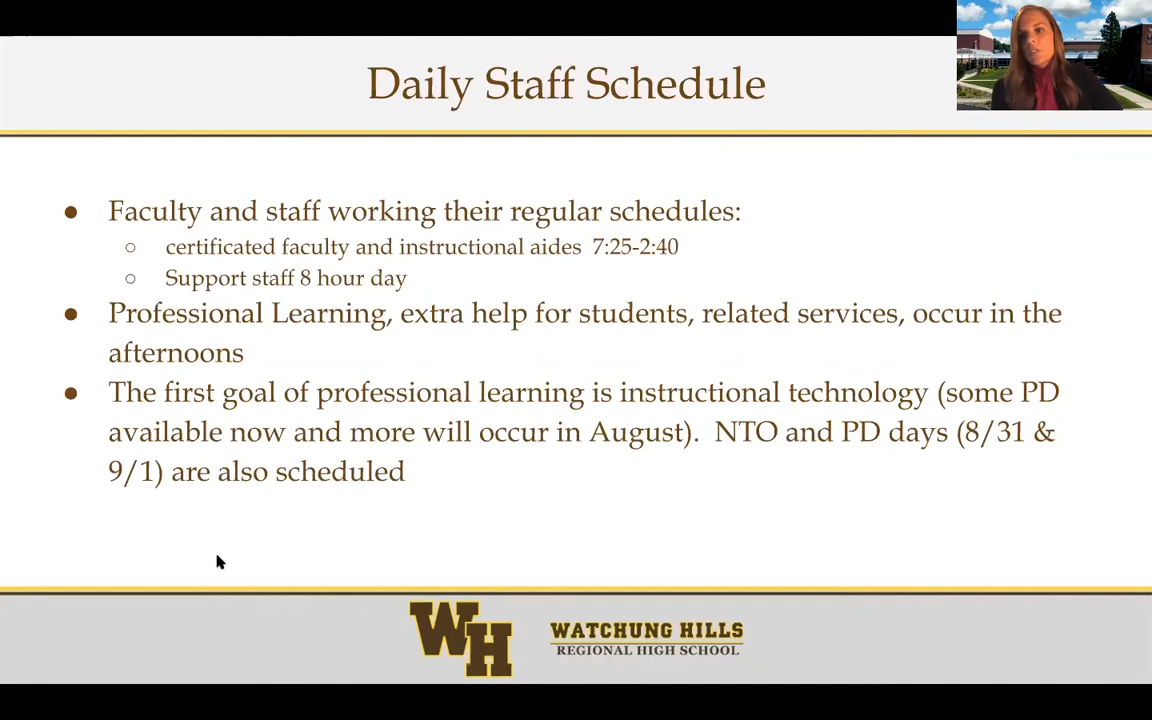 Daily Staff Schedule
● Faculty and staff working their regular schedules:
○ certificated faculty and instructional aides 7:25-2:40
○ Support staff 8 hour day
● Professional Learning, extra help for students, related services, occur in the
afternoons
● The first goal of professional learning is instructional technology (some PD
available now and more will occur in August). NTO and PD days (8/31 &
9/1) are also scheduled
WH
WATCHUNG HILLS
REGIONAL HIGH SCHOOL